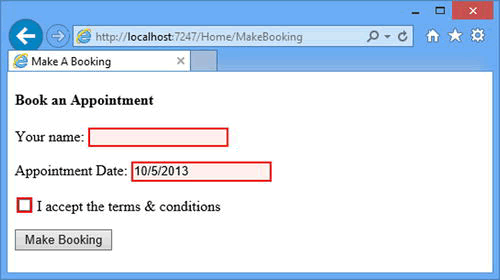 http://localhost:7247/Home/MakeBooking
Make A Booking
Book an Appointment
Your name:
Appointment Date: 10/5/2013
I accept the terms & conditions
Make Booking